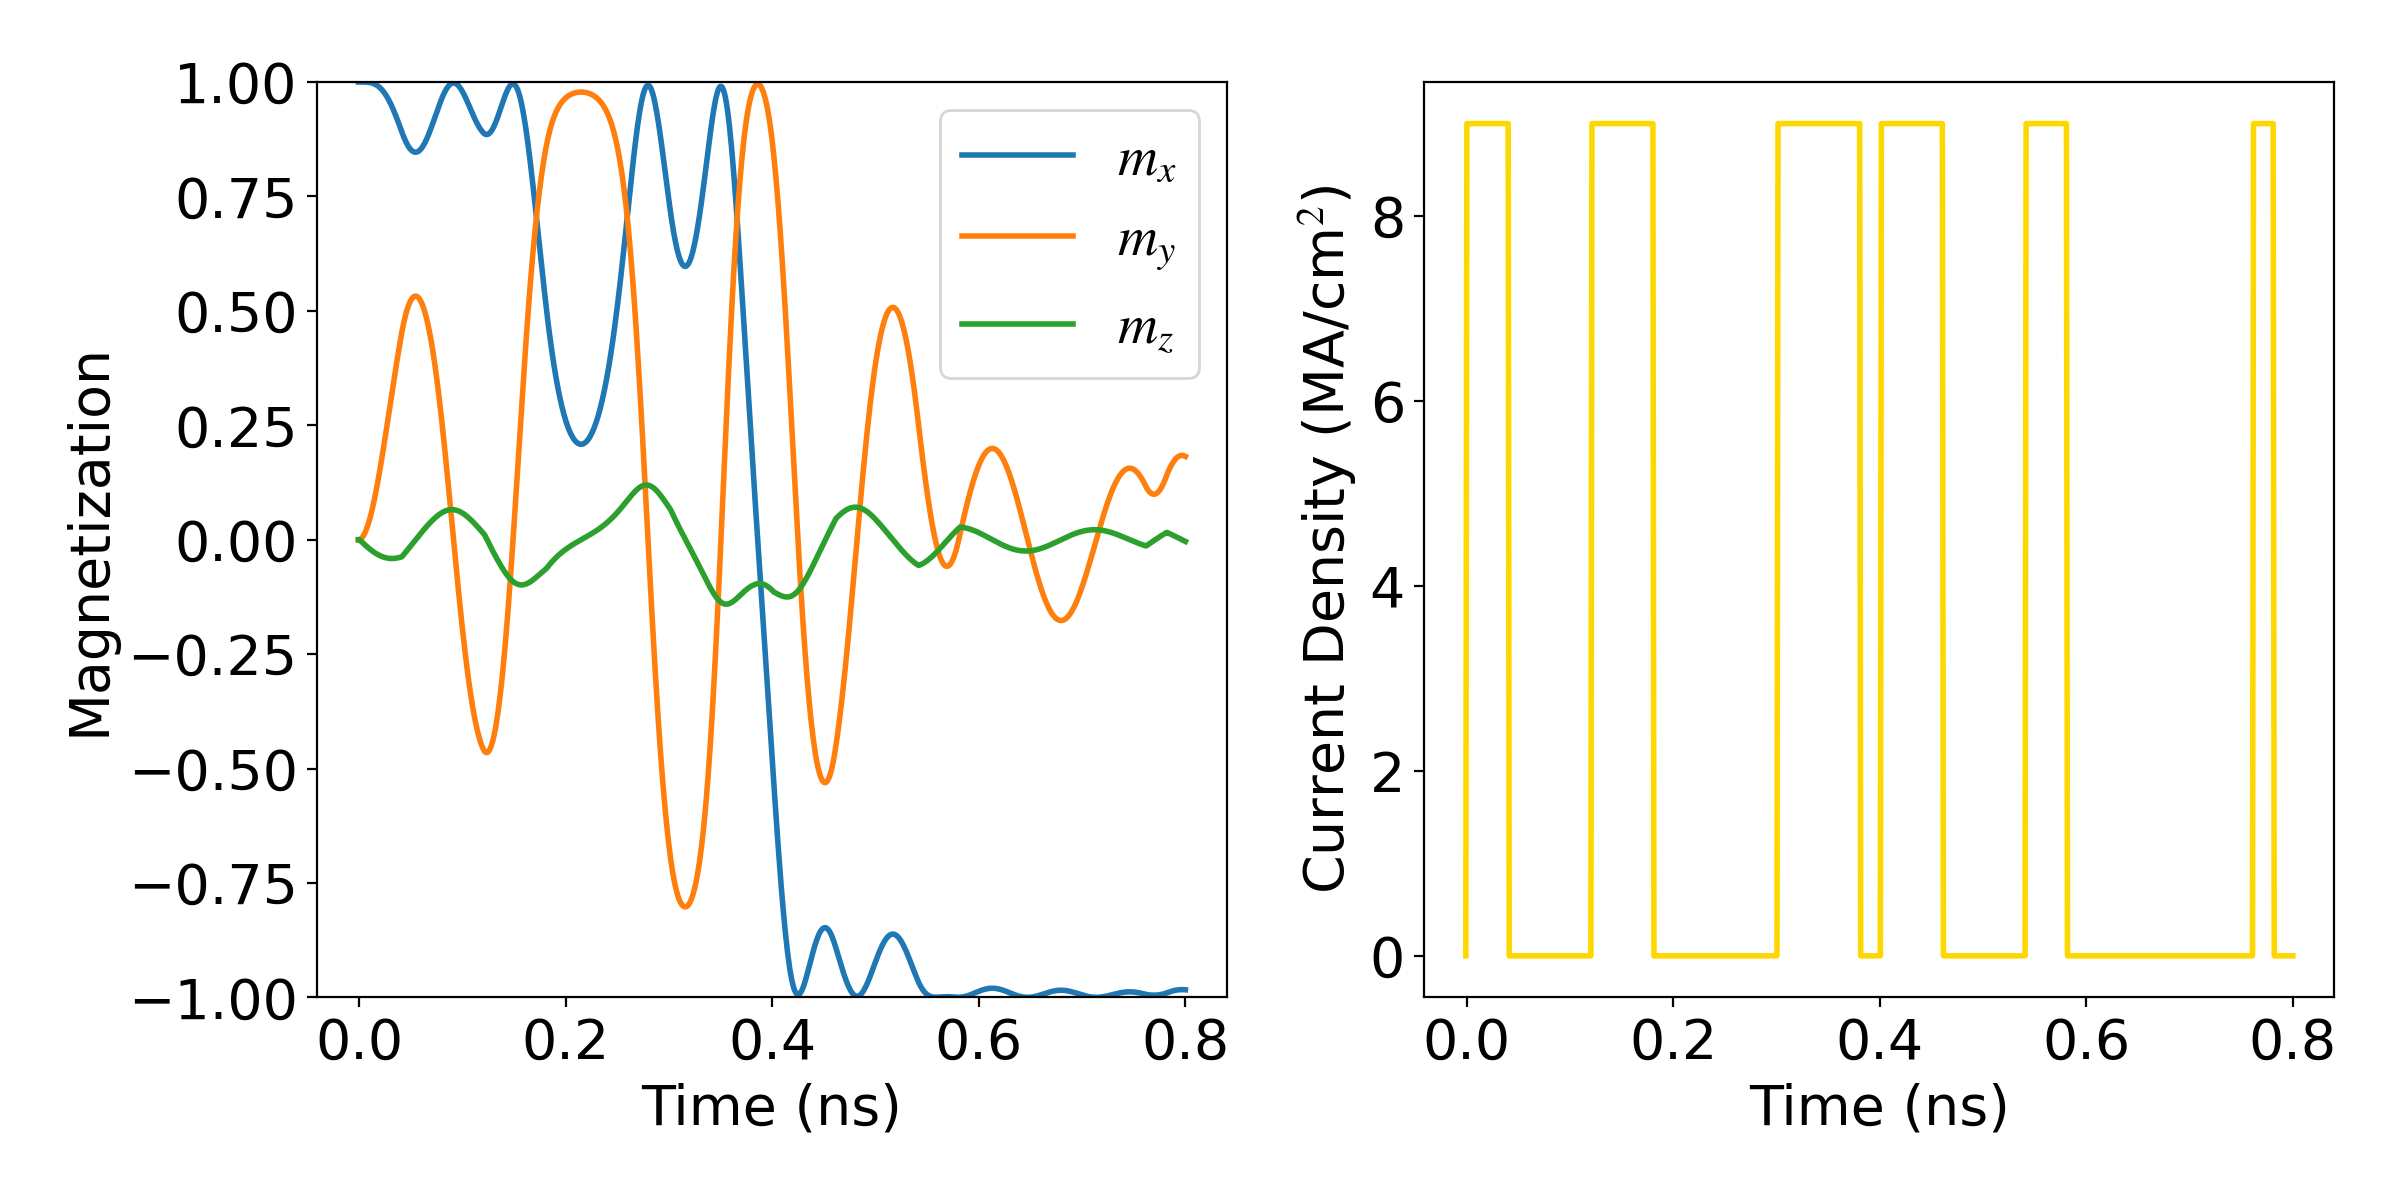 1.00
0.75
0.50
0.25
0.00
−0.25
−0.50
−0.75
−1.00
Magnetization
0.0 0.2 0.4 0.6 0.8
Time (ns)
m_x
m_y
m_z
8
6
4
2
0
Current Density (MA/cm²)
0.0 0.2 0.4 0.6 0.8
Time (ns)